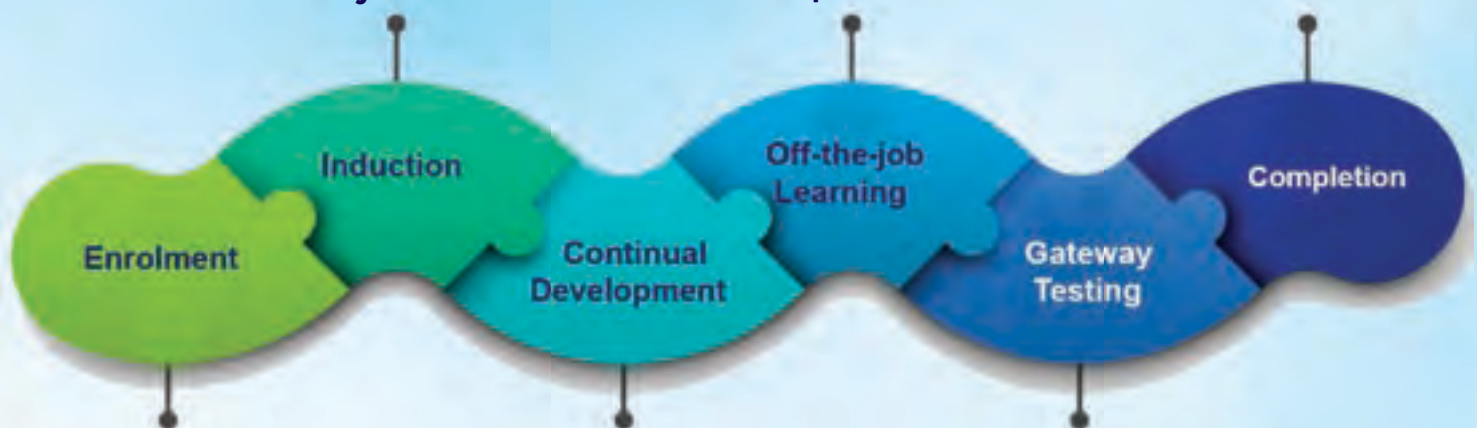 Enrolment
Induction
Continual
Development
Off-the-job
Learning
Gateway
Testing
Completion